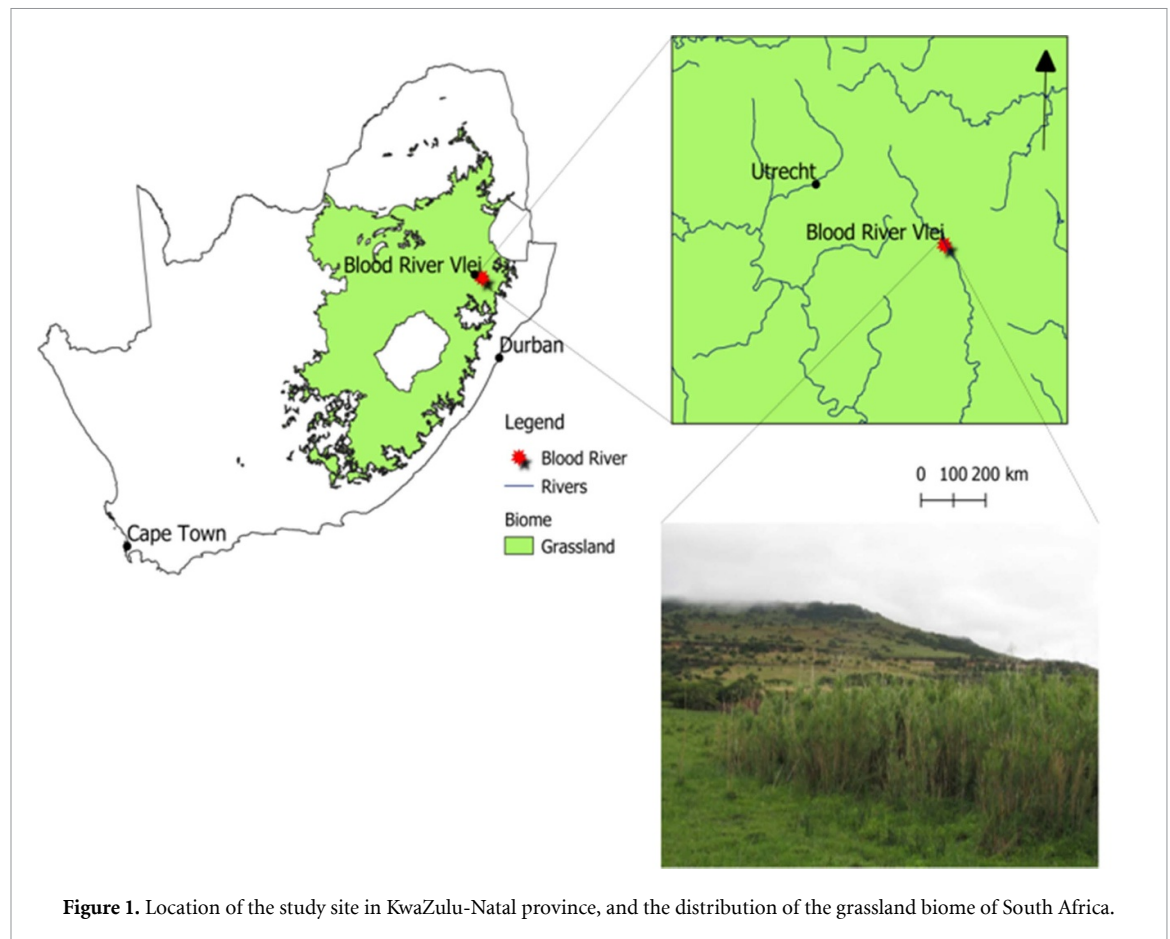 Utrecht
Blood River Vlei
Blood River Vlei
Durban
Legend
Blood River
Rivers
Biome
Grassland
Cape Town
0 100 200 km
Figure 1. Location of the study site in KwaZulu-Natal province, and the distribution of the grassland biome of South Africa.